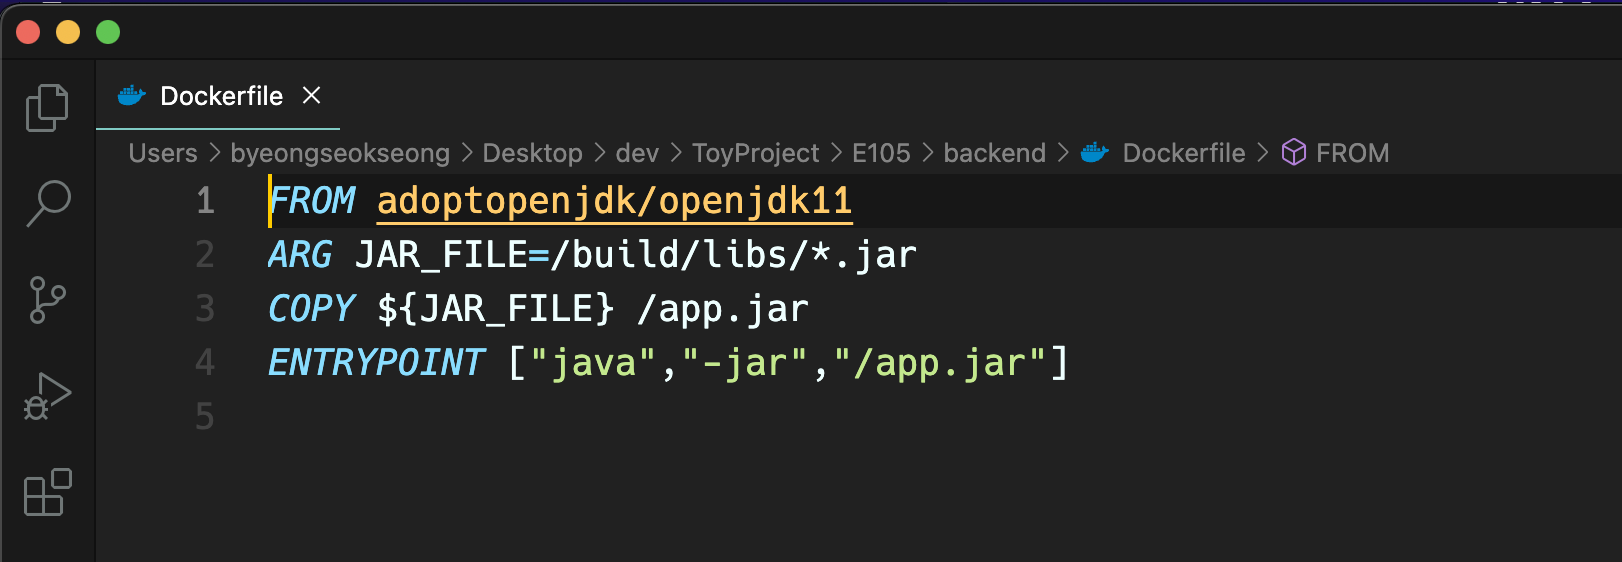 Dockerfile
Users > byeongseokseong > Desktop > dev > ToyProject > E105 > backend > Dockerfile > FROM
1 FROM adoptopenjdk/openjdk11
2 ARG JAR_FILE=/build/libs/*.jar
3 COPY ${JAR_FILE} /app.jar
4 ENTRYPOINT ["java","-jar","/app.jar"]
5